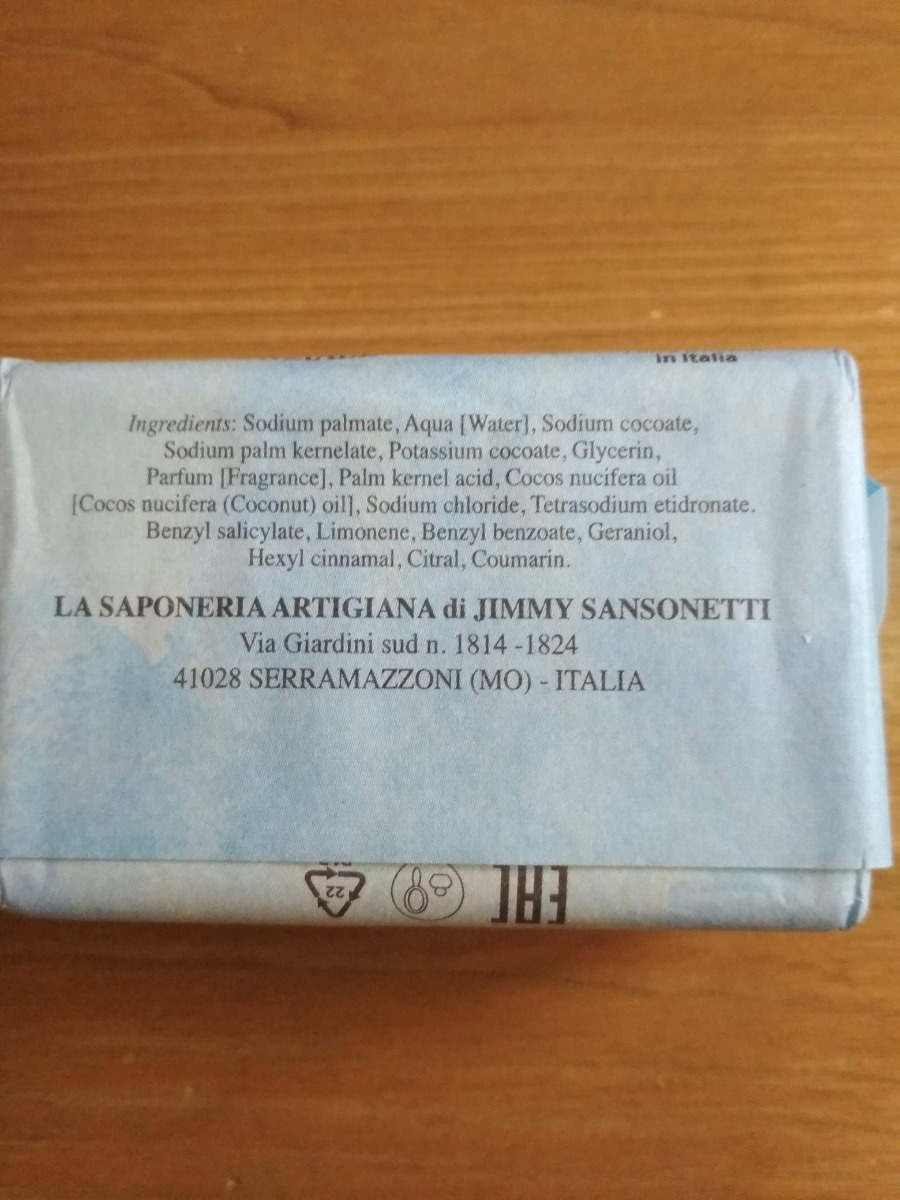 in Italia
Ingredients: Sodium palmate, Aqua [Water], Sodium cocoate,
Sodium palm kernelate, Potassium cocoate, Glycerin,
Parfum [Fragrance], Palm kernel acid, Cocos nucifera oil
[Cocos nucifera (Coconut) oil], Sodium chloride, Tetrasodium etidronate.
Benzyl salicylate, Limonene, Benzyl benzoate, Geraniol,
Hexyl cinnamal, Citral, Coumarin.
LA SAPONERIA ARTIGIANA di JIMMY SANSONETTI
Via Giardini sud n. 1814 -1824
41028 SERRAMAZZONI (MO) - ITALIA
22
EAC